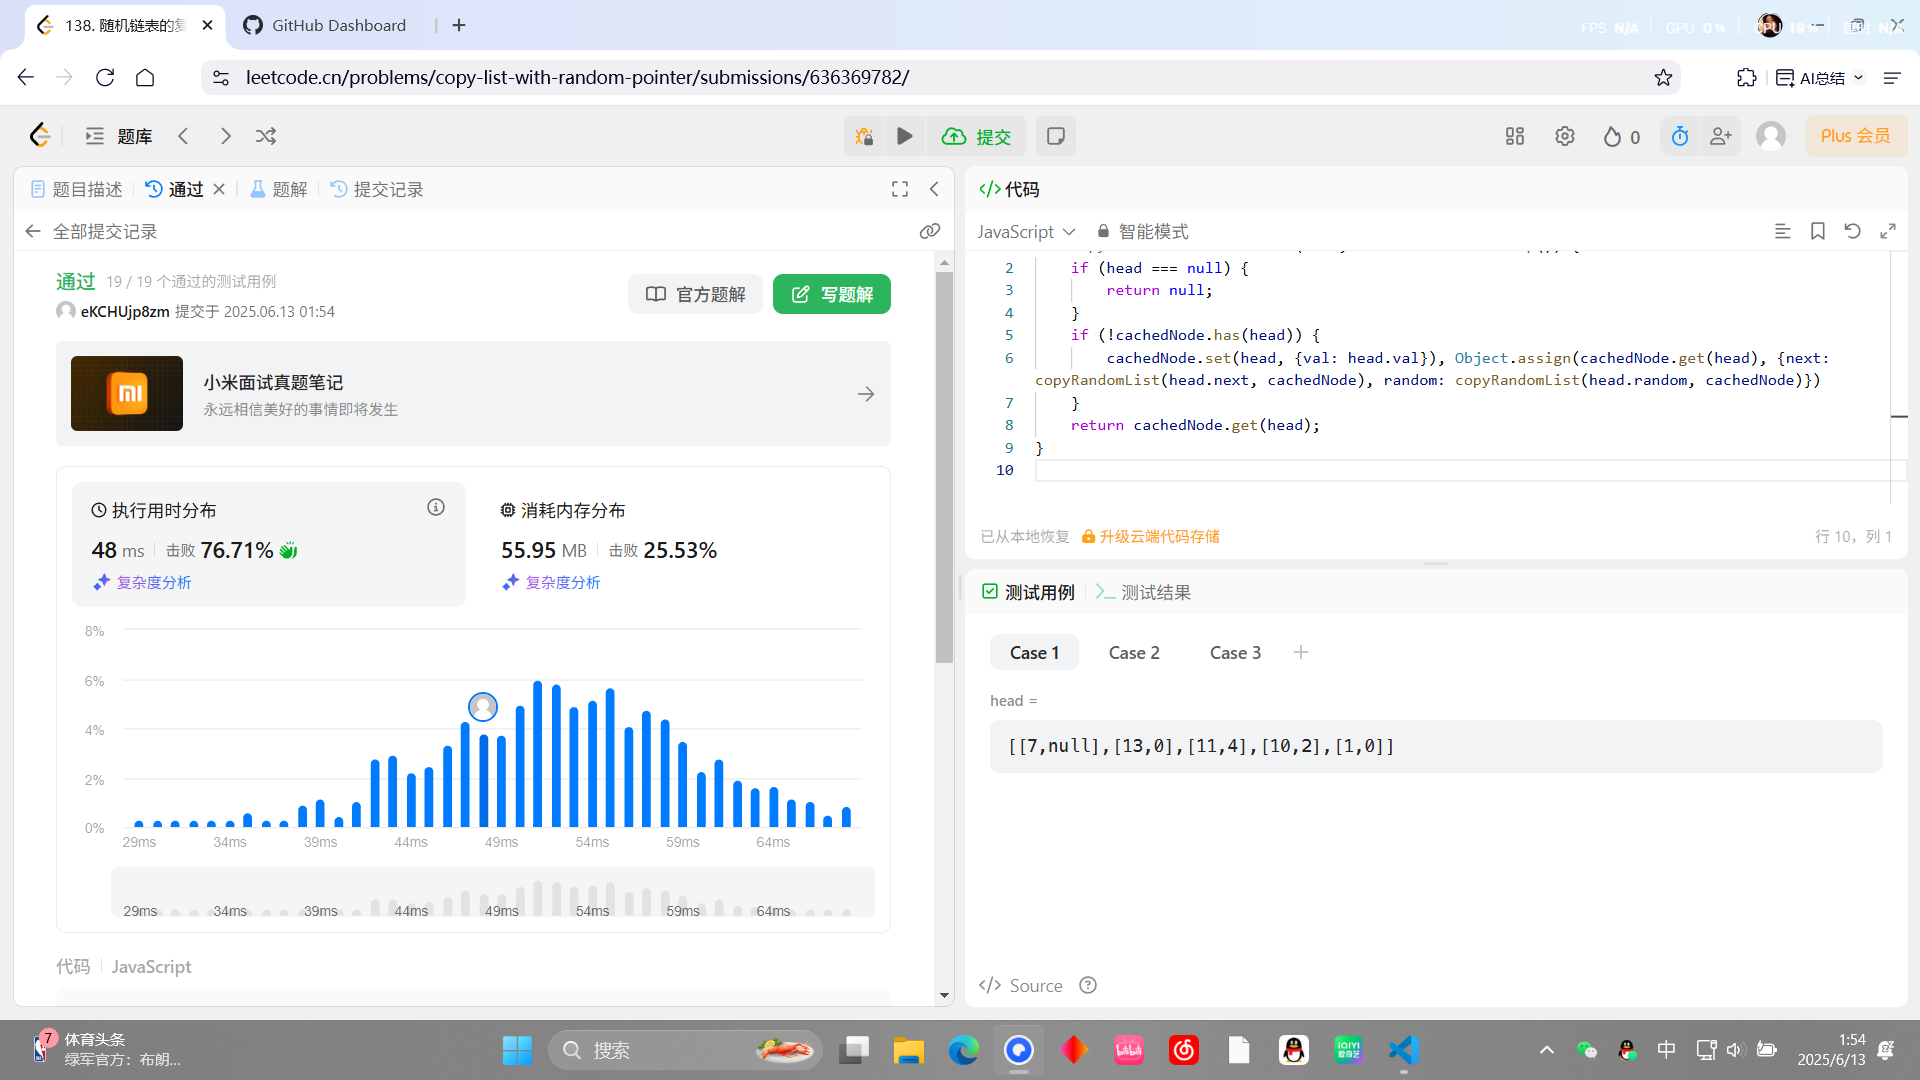 138. 随机链表的复
GitHub Dashboard
FPS N/A GPU 0%
leetcode.cn/problems/copy-list-with-random-pointer/submissions/636369782/
AI总结
题库
提交
0
Plus 会员
题目描述
通过
题解
提交记录
全部提交记录
通过 19 / 19 个通过的测试用例
eKCHUjp8zm 提交于 2025.06.13 01:54
官方题解
写题解
小米面试真题笔记
永远相信美好的事情即将发生
执行用时分布
48 ms 击败 76.71%
复杂度分析
消耗内存分布
55.95 MB 击败 25.53%
复杂度分析
8%
6%
4%
2%
0%
29ms 34ms 39ms 44ms 49ms 54ms 59ms 64ms
29ms 34ms 39ms 44ms 49ms 54ms 59ms 64ms
代码 JavaScript
代码
JavaScript
智能模式
2 if (head === null) {
3 return null;
4 }
5 if (!cachedNode.has(head)) {
6 cachedNode.set(head, {val: head.val}), Object.assign(cachedNode.get(head), {next:
copyRandomList(head.next, cachedNode), random: copyRandomList(head.random, cachedNode)})
7 }
8 return cachedNode.get(head);
9 }
10
已从本地恢复 升级云端代码存储
行 10，列 1
测试用例
测试结果
Case 1 Case 2 Case 3
head =
[[7,null],[13,0],[11,4],[10,2],[1,0]]
Source
7
体育头条
绿军官方：布朗...
搜索
bilibili
iQIYI
爱奇艺
中
1:54
2025/6/13